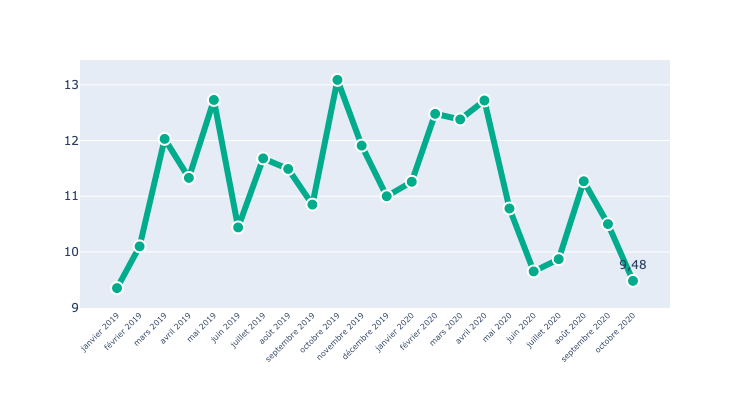 13
12
11
10
9
9.48
janvier 2019
février 2019
mars 2019
avril 2019
mai 2019
juin 2019
juillet 2019
août 2019
septembre 2019
octobre 2019
novembre 2019
décembre 2019
janvier 2020
février 2020
mars 2020
avril 2020
mai 2020
juin 2020
juillet 2020
août 2020
septembre 2020
octobre 2020